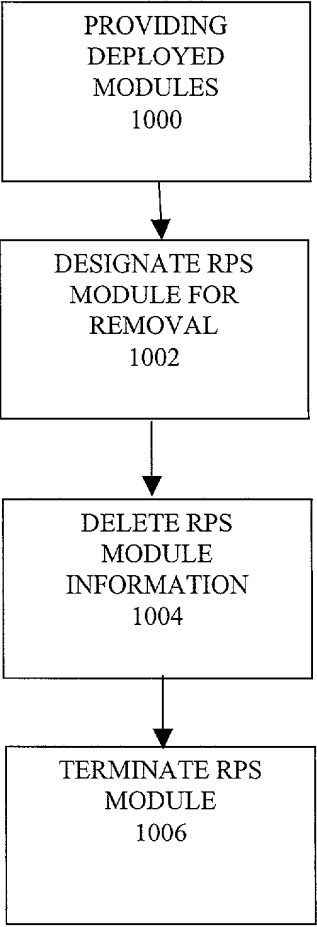 PROVIDING
DEPLOYED
MODULES
1000
DESIGNATE RPS
MODULE FOR
REMOVAL
1002
DELETE RPS
MODULE
INFORMATION
1004
TERMINATE RPS
MODULE
1006